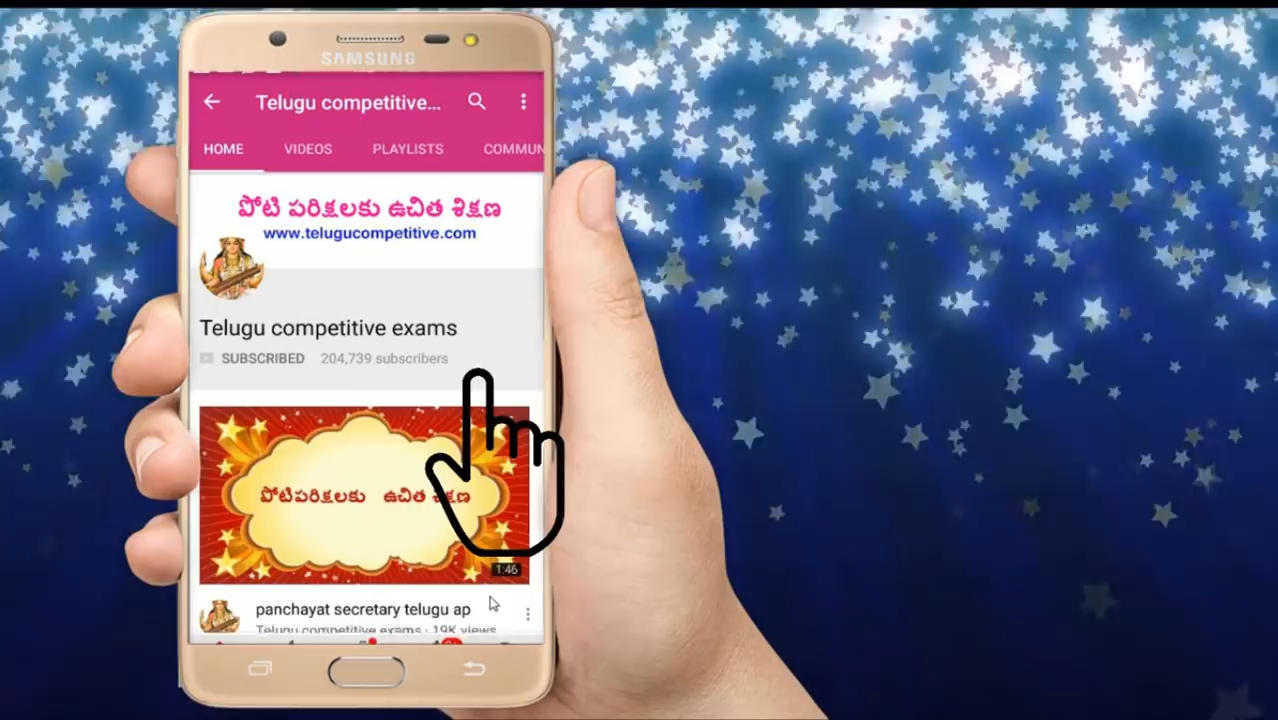 SAMSUNG
Telugu competitive...
HOME VIDEOS PLAYLISTS COMMUN
పోటి పరిక్షలకు ఉచిత శిక్షణ
www.telugucompetitive.com
Telugu competitive exams
SUBSCRIBED 204,739 subscribers
పోటిపరిక్షలకు ఉచిత శిక్షణ
1:46
panchayat secretary telugu ap
Telugu competitive exams · 19K views